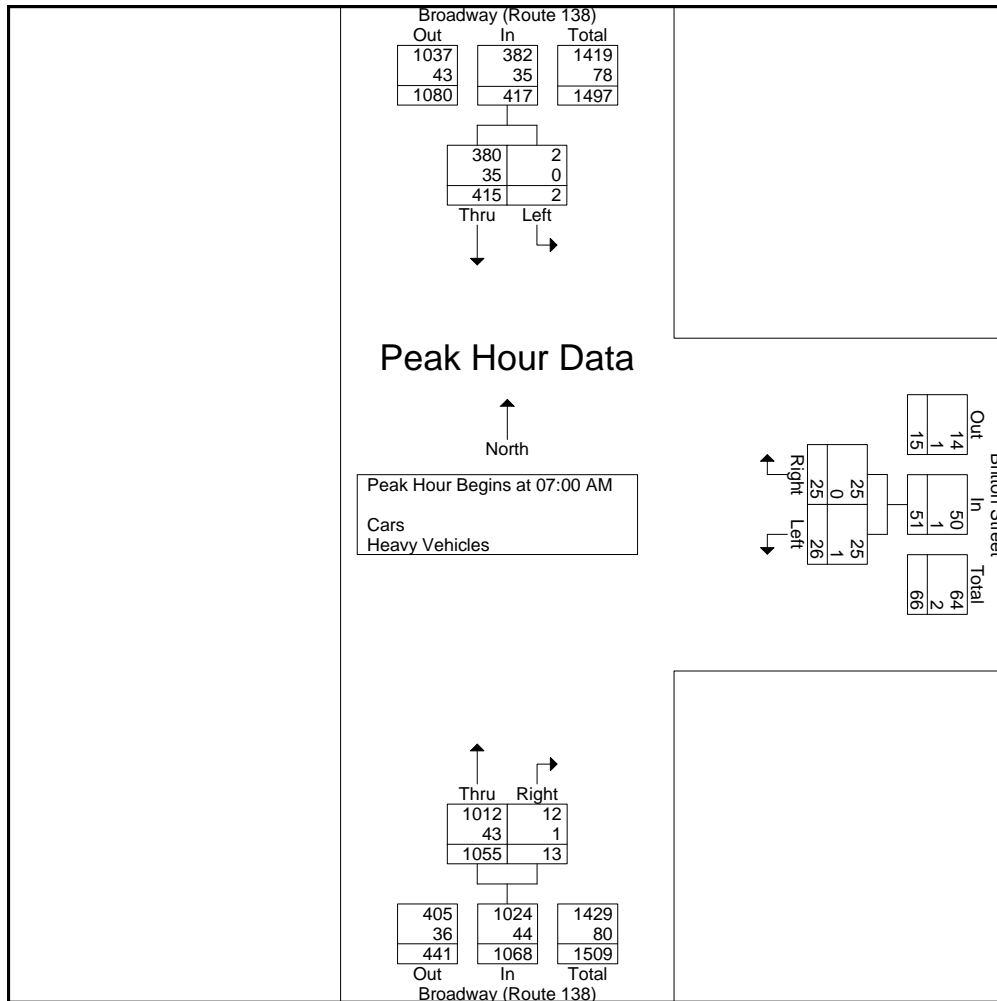 Broadway (Route 138)
Out In Total
1037 382 1419
43 35 78
1080 417 1497
380 2
35 0
415 2
Thru Left
Peak Hour Data
North
Peak Hour Begins at 07:00 AM
Cars
Heavy Vehicles
Street
Out In Total
14 50 64
1 1 2
15 51 66
25 25
0 1
25 26
Right Left
Thru Right
1012 12
43 1
1055 13
405 1024 1429
36 44 80
441 1068 1509
Out In Total
Broadway (Route 138)